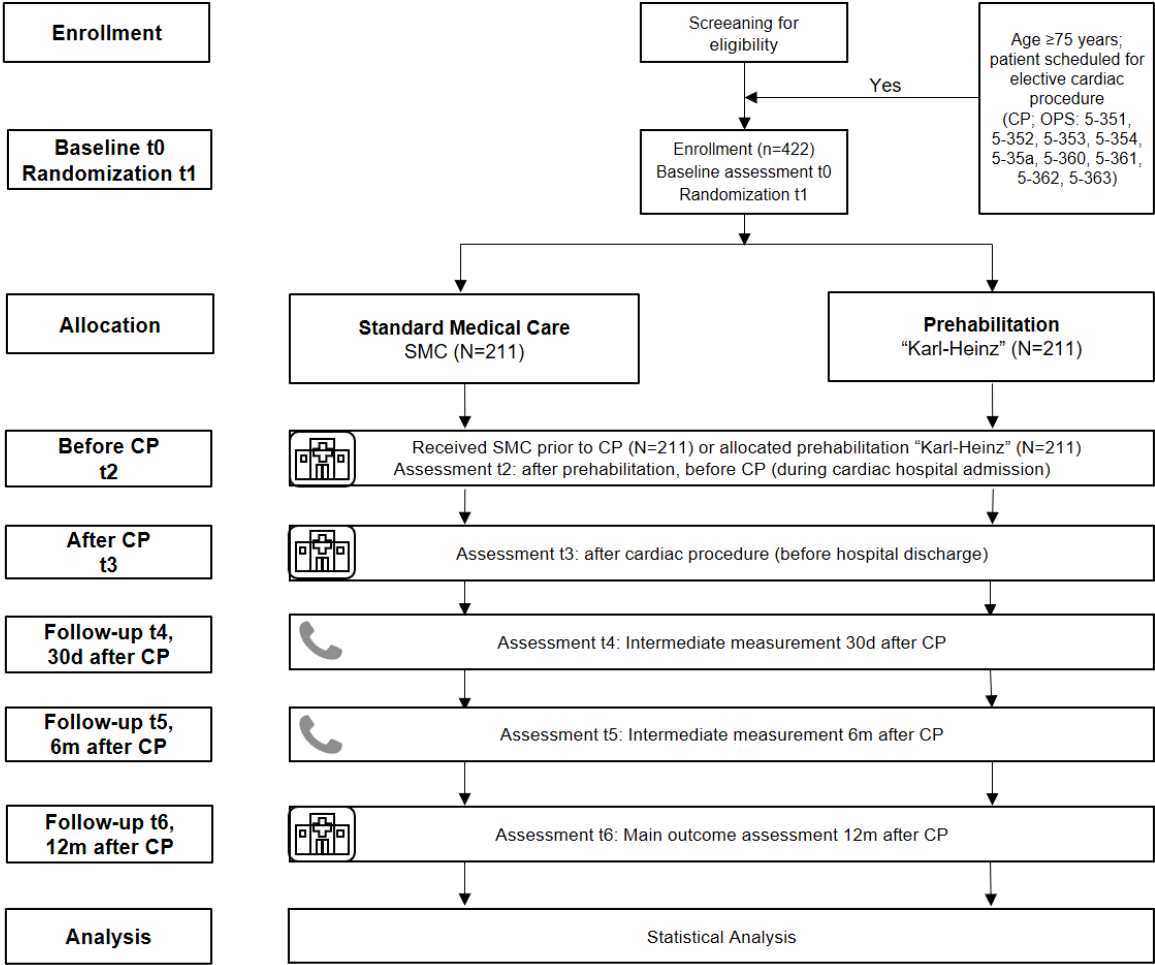 Enrollment
Screeaning for
eligibility
Age ≥75 years;
patient scheduled for
elective cardiac
procedure
(CP; OPS: 5-351,
5-352, 5-353, 5-354,
5-35a, 5-360, 5-361,
5-362, 5-363)
Yes
Baseline t0
Randomization t1
Enrollment (n=422)
Baseline assessment t0
Randomization t1
Allocation
Standard Medical Care
SMC (N=211)
Prehabilitation
“Karl-Heinz” (N=211)
Before CP
t2
Received SMC prior to CP (N=211) or allocated prehabilitation “Karl-Heinz” (N=211)
Assessment t2: after prehabilitation, before CP (during cardiac hospital admission)
After CP
t3
Assessment t3: after cardiac procedure (before hospital discharge)
Follow-up t4,
30d after CP
Assessment t4: Intermediate measurement 30d after CP
Follow-up t5,
6m after CP
Assessment t5: Intermediate measurement 6m after CP
Follow-up t6,
12m after CP
Assessment t6: Main outcome assessment 12m after CP
Analysis
Statistical Analysis